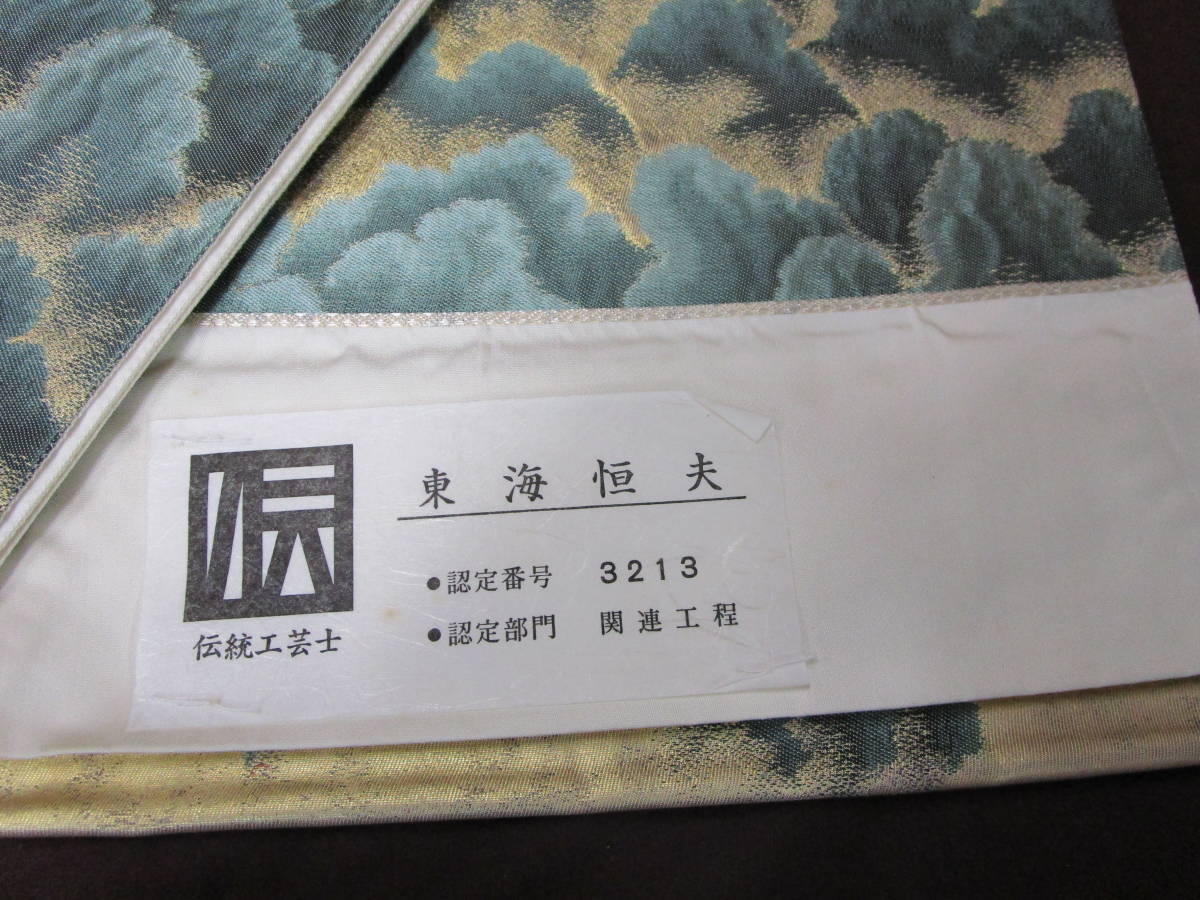 伝
伝統工芸士
東海恒夫
●認定番号 3213
●認定部門 関連工程